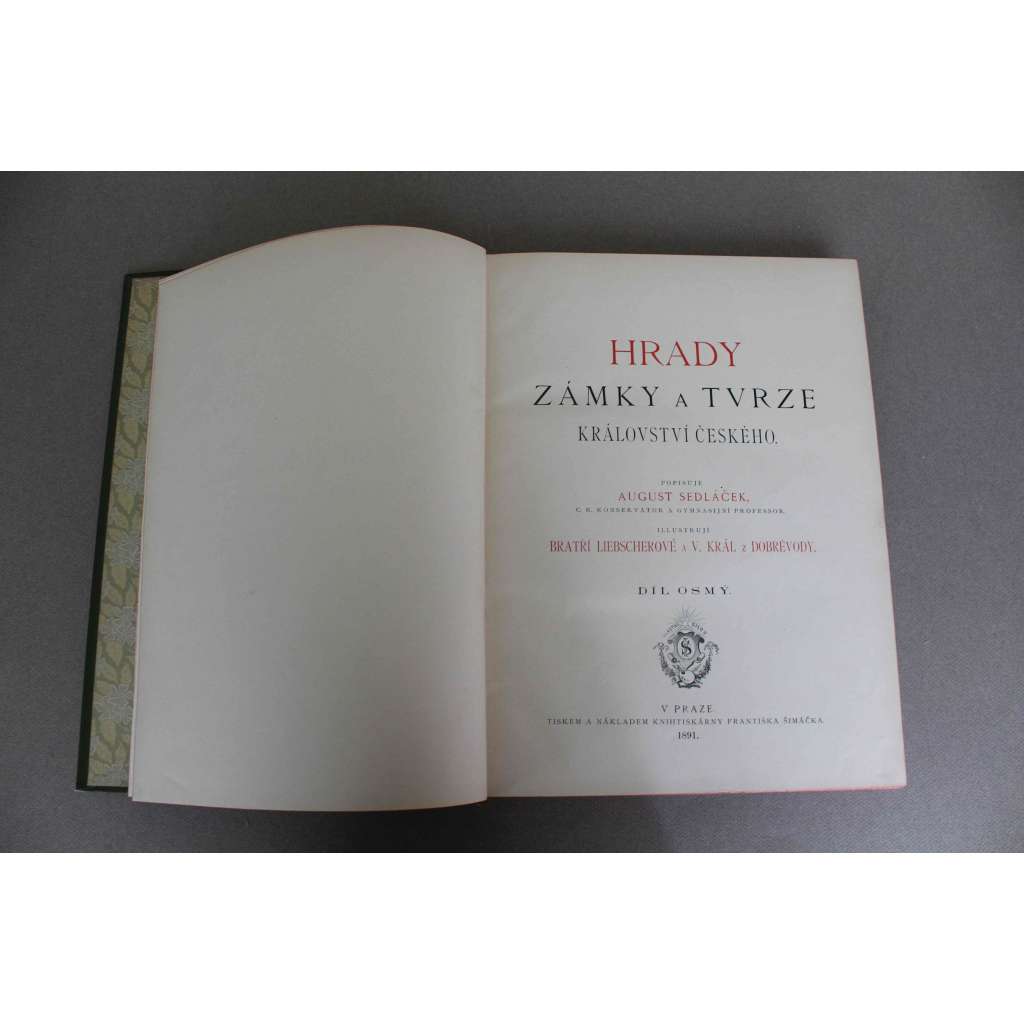 HRADY
ZÁMKY A TVRZE
KRÁLOVSTVÍ ČESKÉHO.
POPISUJE
AUGUST SEDLÁČEK,
C. K. KONSERVÁTOR A GYMNASIJNÍ PROFESSOR.
ILLUSTRUJÍ
BRATŘÍ LIEBSCHEROVÉ A V. KRÁL Z DOBRÉVODY.
DÍL OSMÝ.
V PRAZE.
TISKEM A NÁKLADEM KNIHTISKÁRNY FRANTIŠKA ŠIMÁČKA.
1891.